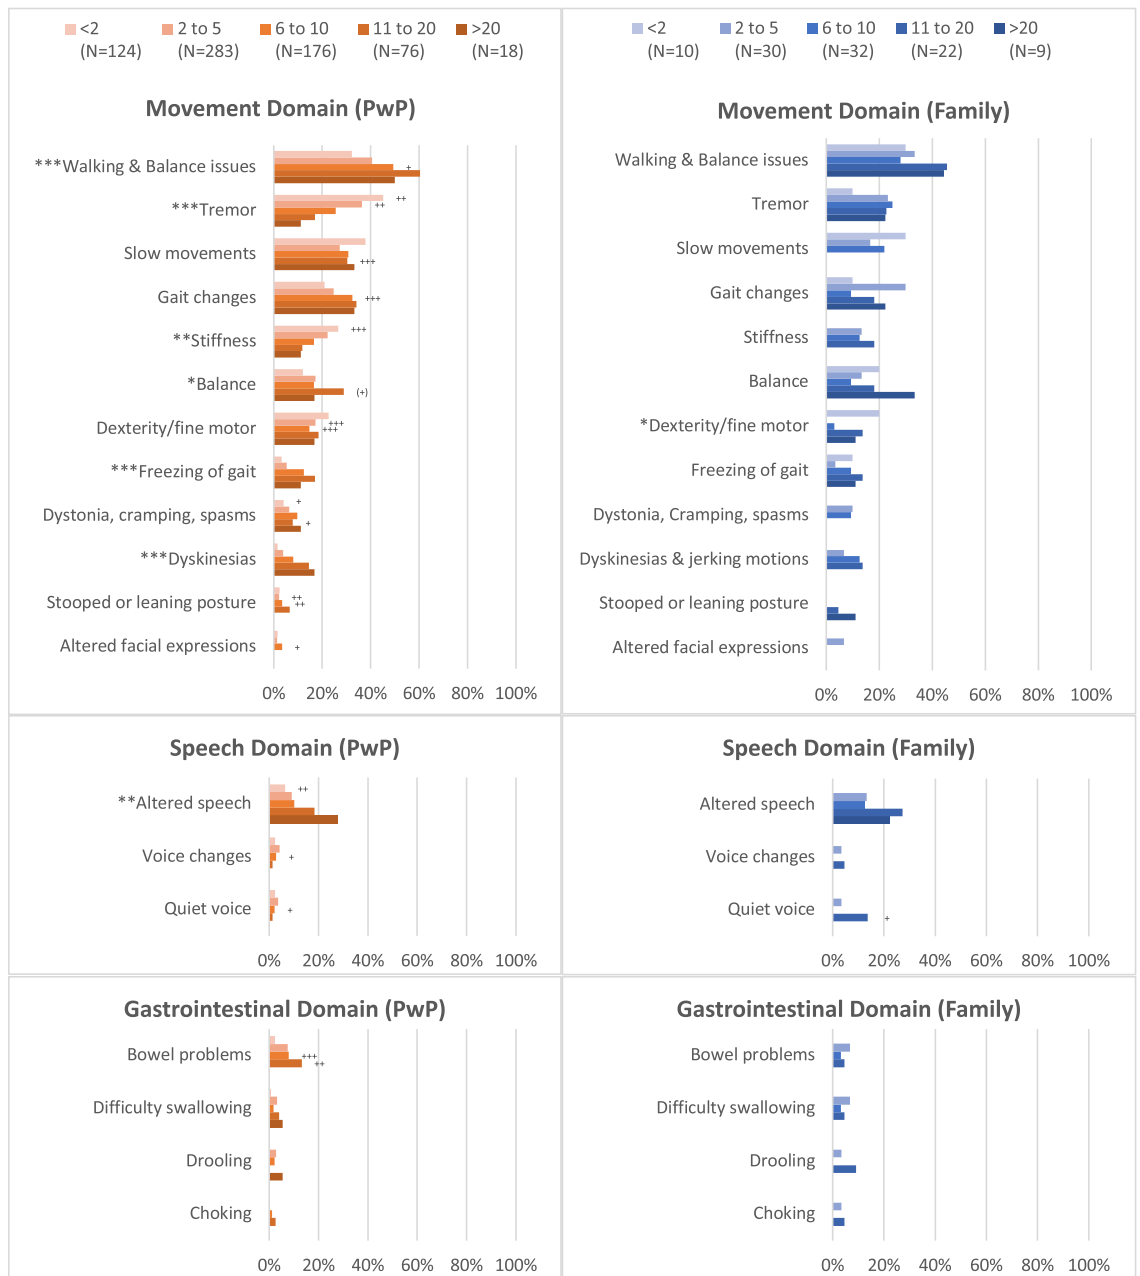 <2 2 to 5 6 to 10 11 to 20 >20
(N=124) (N=283) (N=176) (N=76) (N=18)
Movement Domain (PwP)
***Walking & Balance issues
+
***Tremor
++
++
Slow movements
+++
Gait changes
+++
**Stiffness
+++
*Balance
(+)
Dexterity/fine motor
+++
+++
***Freezing of gait
Dystonia, cramping, spasms
+
+
***Dyskinesias
Stooped or leaning posture
++
++
Altered facial expressions
+
0% 20% 40% 60% 80% 100%
<2 2 to 5 6 to 10 11 to 20 >20
(N=10) (N=30) (N=32) (N=22) (N=9)
Movement Domain (Family)
Walking & Balance issues
Tremor
Slow movements
Gait changes
Stiffness
Balance
*Dexterity/fine motor
Freezing of gait
Dystonia, Cramping, spasms
Dyskinesias & jerking motions
Stooped or leaning posture
Altered facial expressions
0% 20% 40% 60% 80% 100%
Speech Domain (PwP)
**Altered speech
++
Voice changes
+
Quiet voice
+
0% 20% 40% 60% 80% 100%
Speech Domain (Family)
Altered speech
Voice changes
Quiet voice
+
0% 20% 40% 60% 80% 100%
Gastrointestinal Domain (PwP)
Bowel problems
+++
++
Difficulty swallowing
Drooling
Choking
0% 20% 40% 60% 80% 100%
Gastrointestinal Domain (Family)
Bowel problems
Difficulty swallowing
Drooling
Choking
0% 20% 40% 60% 80% 100%